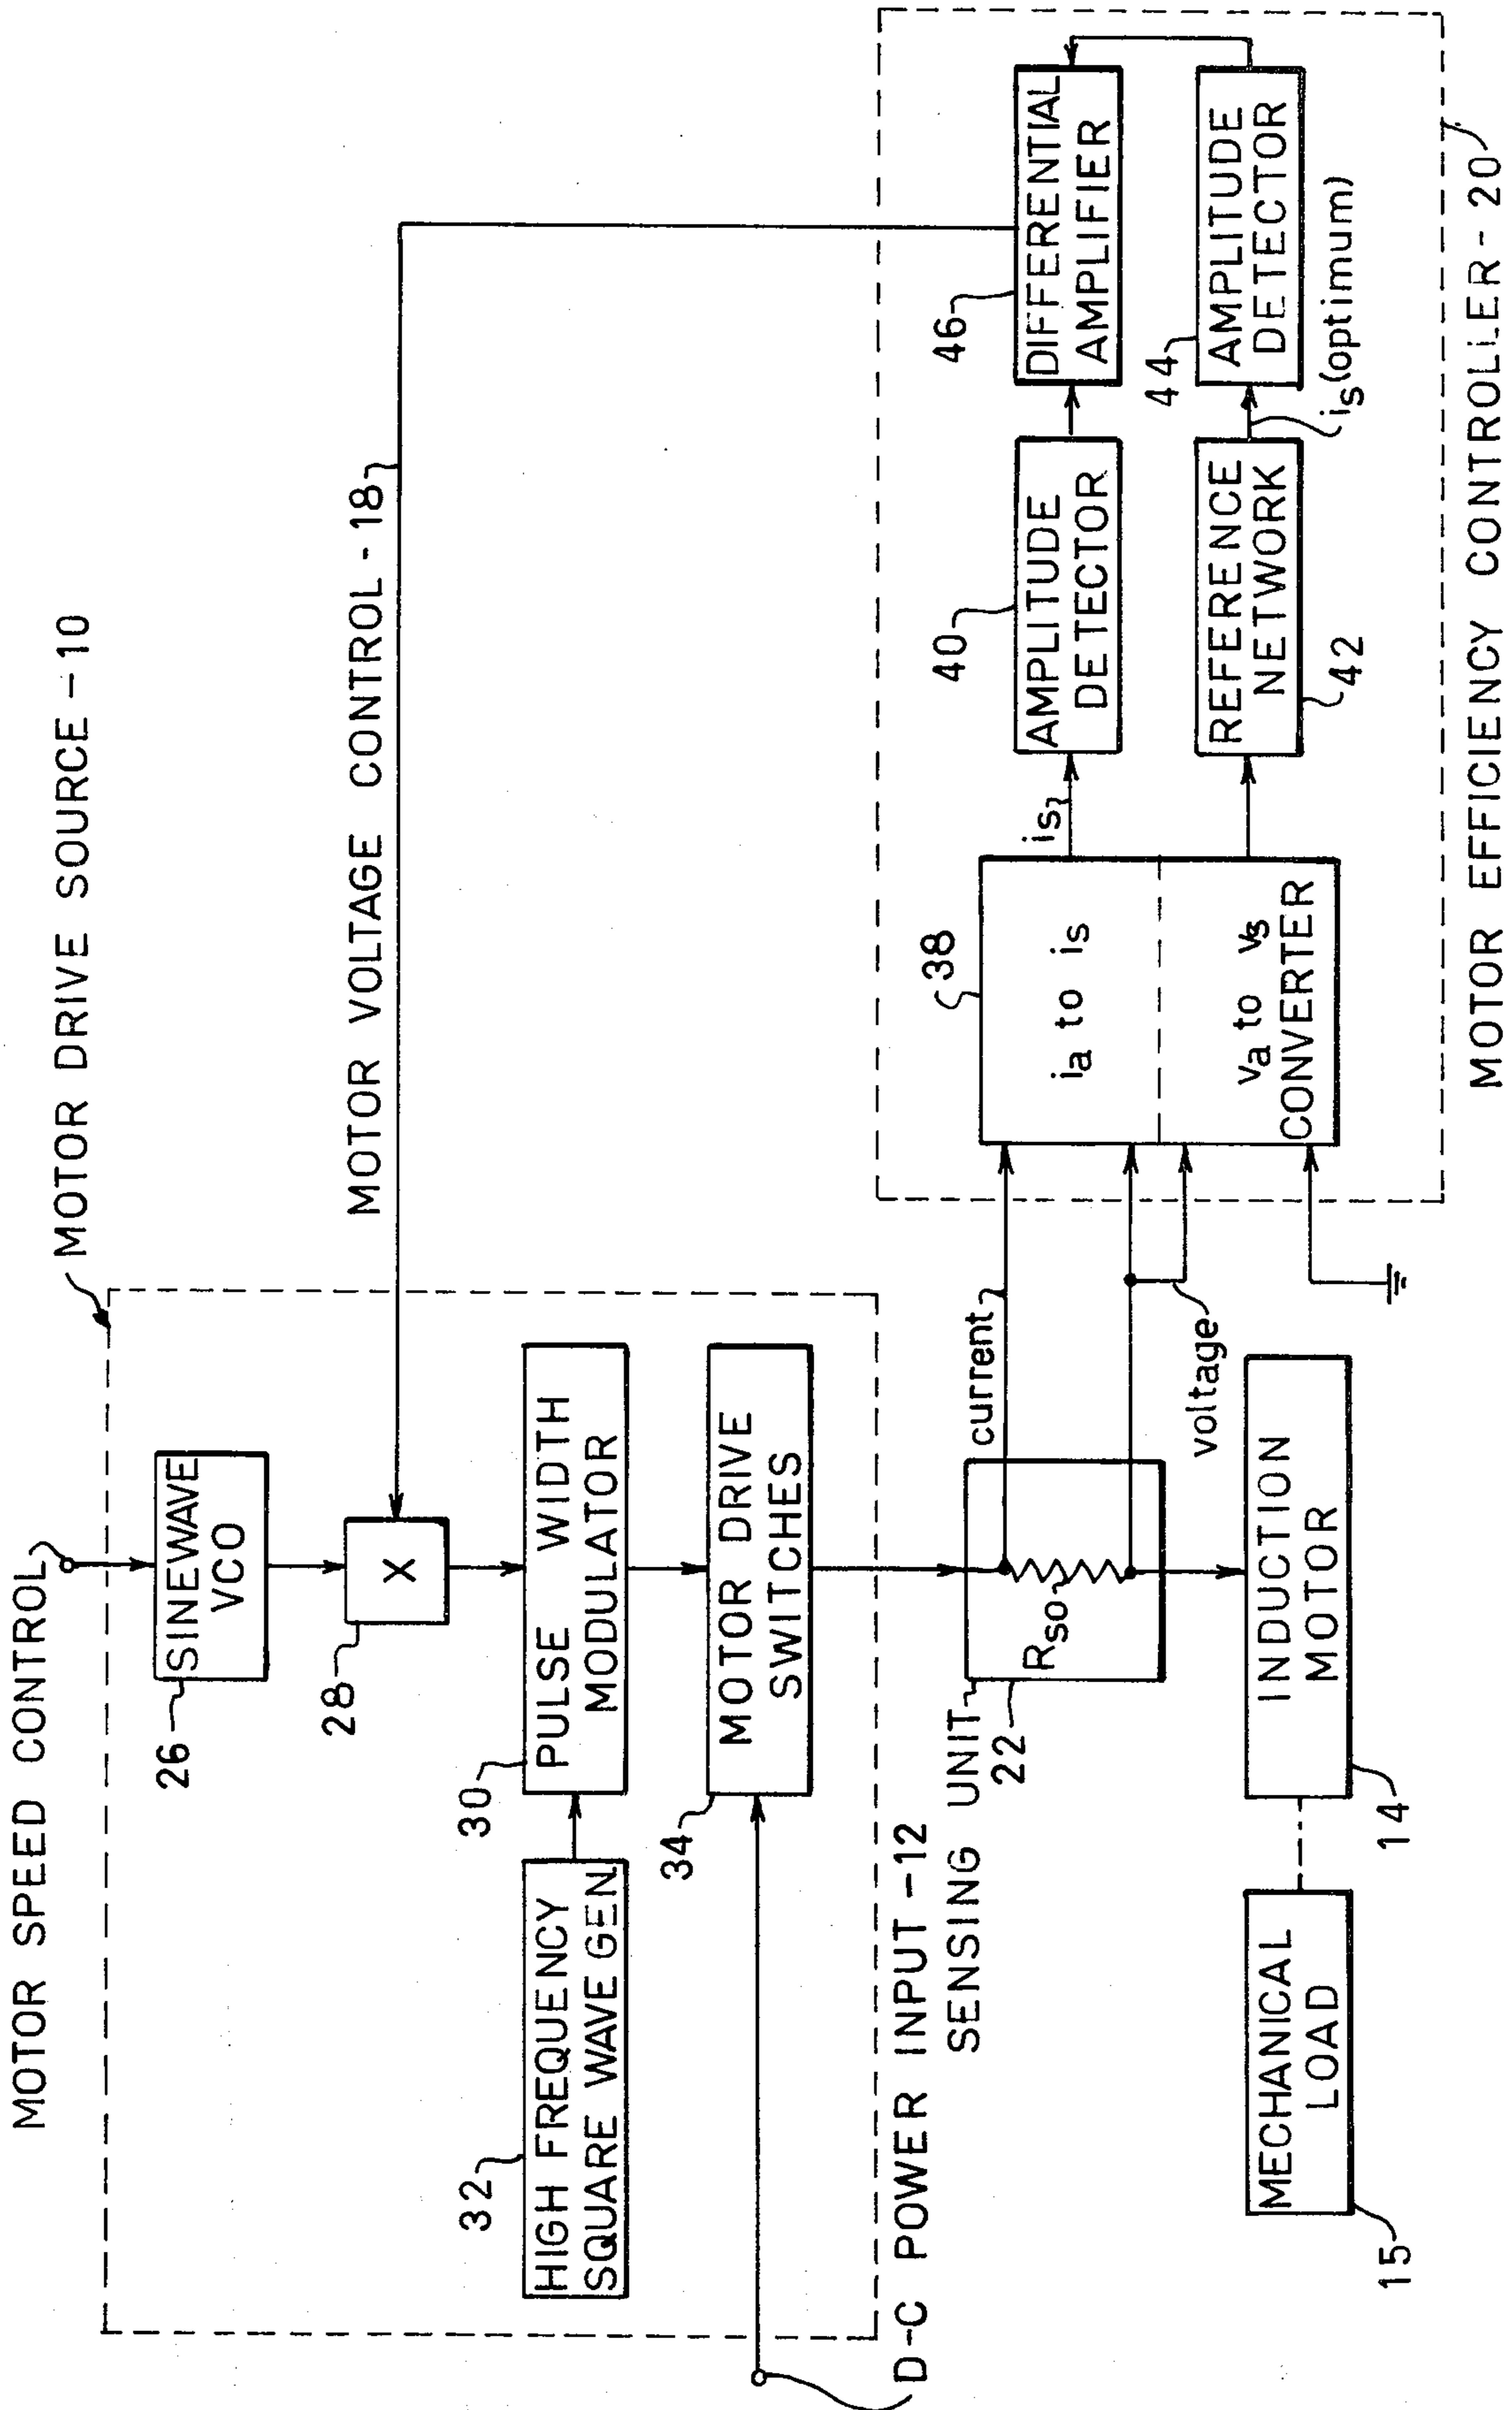 MOTOR SPEED CONTROL
MOTOR DRIVE SOURCE-10
26
SINEWAVE
VCO
28
X
MOTOR VOLTAGE CONTROL-18
32
HIGH FREQUENCY
SQUARE WAVE GEN.
30
PULSE WIDTH
MODULATOR
34
MOTOR DRIVE
SWITCHES
D-C POWER INPUT-12
SENSING UNIT
22
Rso
current
voltage
15
MECHANICAL
LOAD
14
INDUCTION
MOTOR
38
ia to is
va to vs
CONVERTER
is
40
AMPLITUDE
DETECTOR
46
DIFFERENTIAL
AMPLIFIER
REFERENCE
NETWORK
42
44
AMPLITUDE
DETECTOR
is(optimum)
MOTOR EFFICIENCY CONTROLLER-20